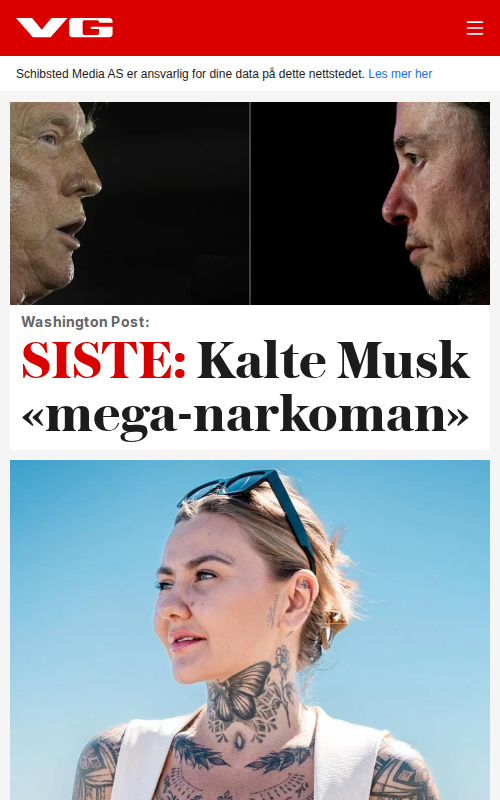 VG
Schibsted Media AS er ansvarlig for dine data på dette nettstedet. Les mer her
Washington Post:
SISTE: Kalte Musk
«mega-narkoman»